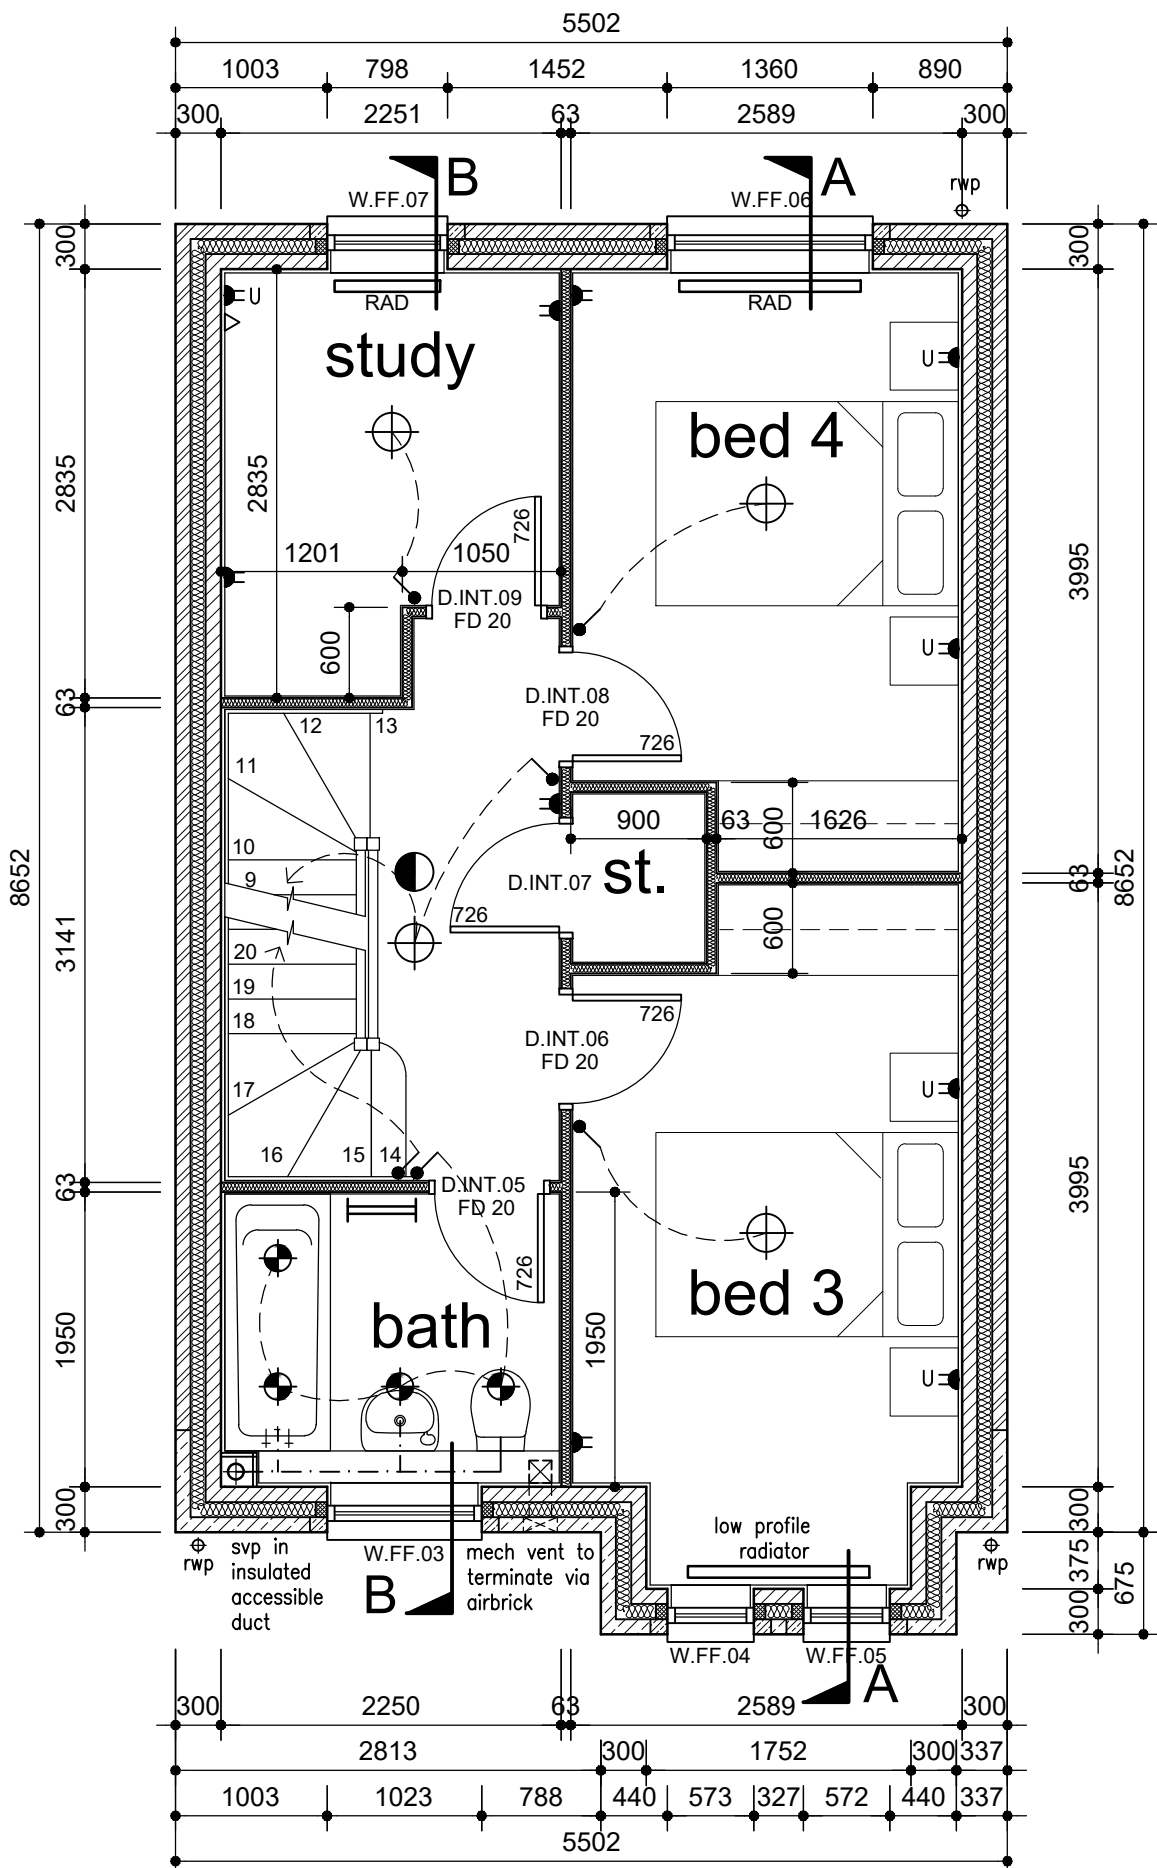 5502
1003 798 1452 1360 890
300 2251 63 2589 300
B A
W.FF.07 W.FF.06 rwp
300 300
U
RAD RAD
study
U
bed 4
2835 2835 3995
726
1201 1050
D.INT.09
FD 20
600
U
63
D.INT.08
FD 20
12 13
726
11
900 63 600 1626
10
D.INT.07 st.
9
63
8652 8652
726
3141 600
20
19
726
18
D.INT.06
FD 20
U
17
16 15 14
63
D.INT.05
FD 20
3995
726
bed 3
bath
1950 1950
U
300 300
low profile
radiator
rwp
svp in
insulated
accessible
duct
W.FF.03
mech vent to
terminate via
airbrick
rwp
375 675
B
300
W.FF.04 W.FF.05
A
300 2250 63 2589 300
2813 300 1752 300 337
1003 1023 788 440 573 327 572 440 337
5502